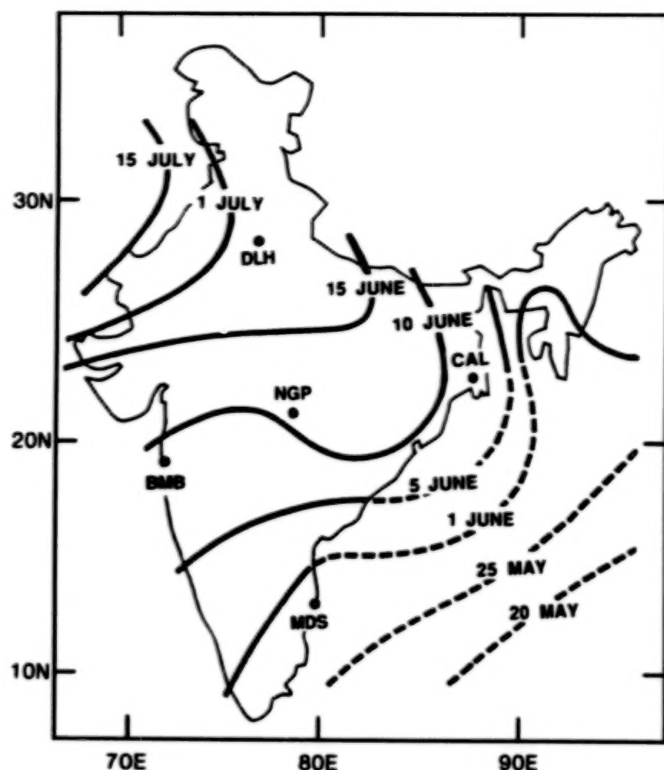 15 JULY
30N
1 JULY
DLH
15 JUNE
10 JUNE
CAL
NGP
20N
BMB
5 JUNE
1 JUNE
25 MAY
20 MAY
MDS
10N
70E 80E 90E